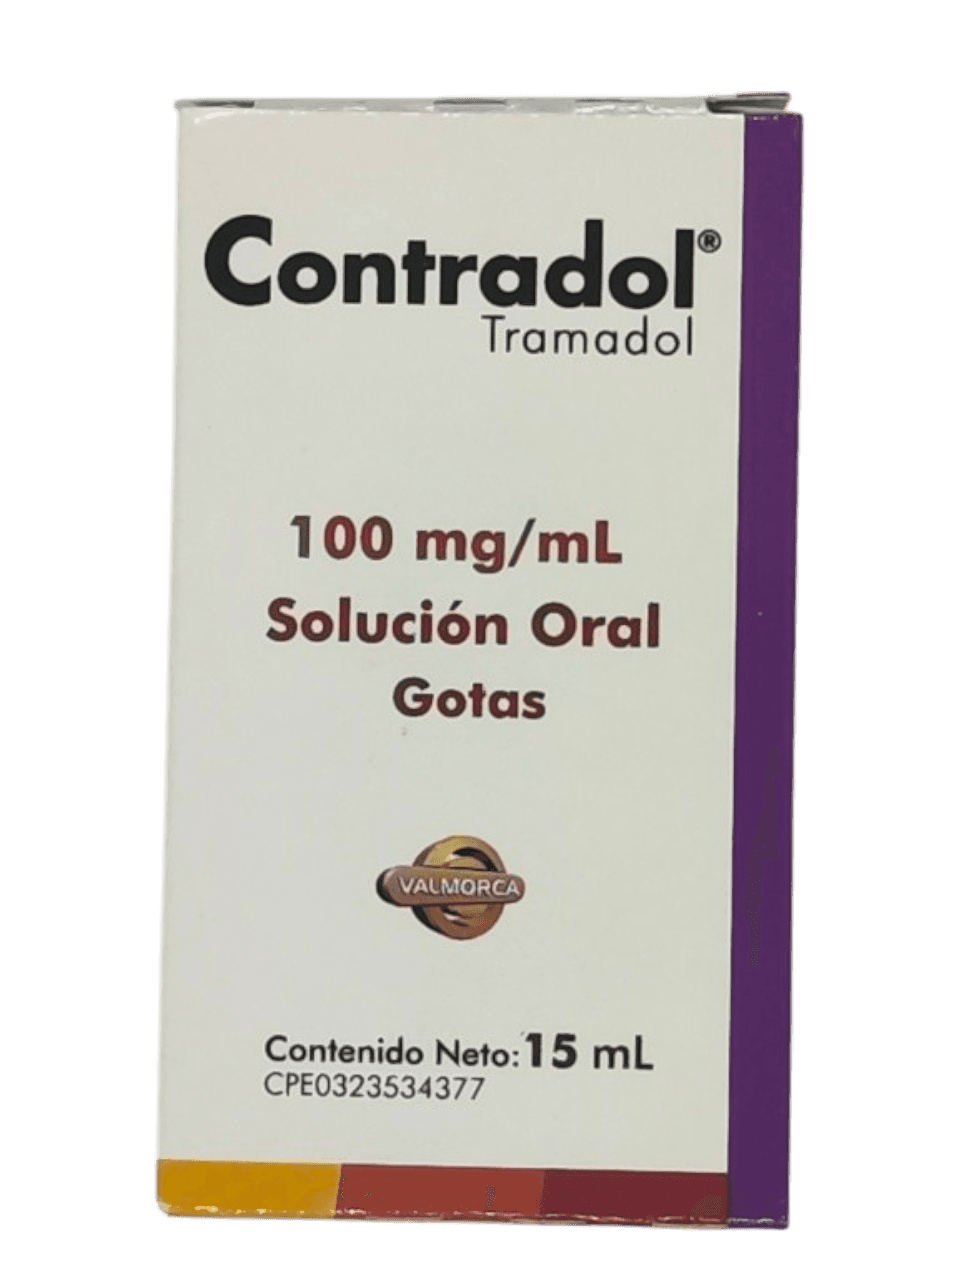 Contradol®
Tramadol
100 mg/mL
Solución Oral
Gotas
VALMORCA
Contenido Neto: 15 mL
CPE0323534377